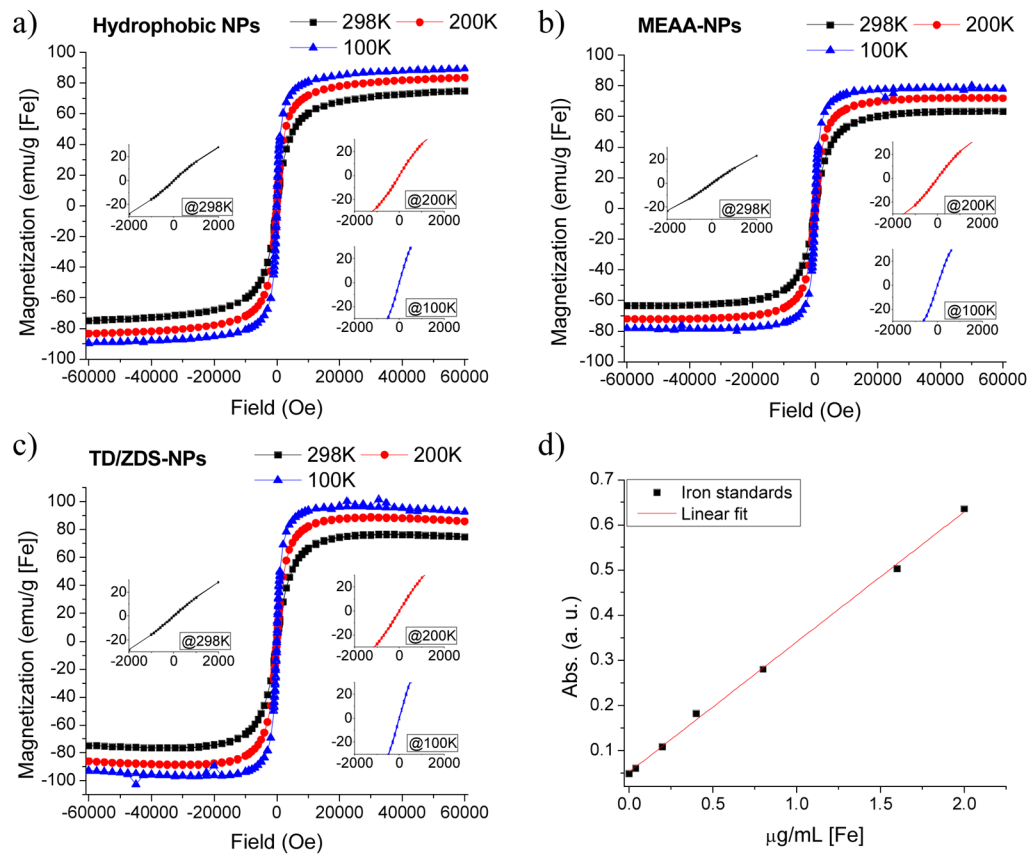 a)
Hydrophobic NPs
298K
200K
100K
Magnetization (emu/g [Fe])
100
80
60
40
20
0
-20
-40
-60
-80
-100
-60000 -40000 -20000 0 20000 40000 60000
Field (Oe)
20
0
-20
@298K
-2000 0 2000
20
0
-20
@200K
-2000 0 2000
20
0
-20
@100K
-2000 0 2000
b)
MEAA-NPs
298K
200K
100K
Magnetization (emu/g [Fe])
100
80
60
40
20
0
-20
-40
-60
-80
-100
-60000 -40000 -20000 0 20000 40000 60000
Field (Oe)
20
0
-20
@298K
-2000 0 2000
20
0
-20
@200K
-2000 0 2000
20
0
-20
@100K
-2000 0 2000
c)
TD/ZDS-NPs
298K
200K
100K
Magnetization (emu/g [Fe])
100
80
60
40
20
0
-20
-40
-60
-80
-100
-60000 -40000 -20000 0 20000 40000 60000
Field (Oe)
20
0
-20
@298K
-2000 0 2000
20
0
-20
@200K
-2000 0 2000
20
0
-20
@100K
-2000 0 2000
d)
Iron standards
Linear fit
Abs. (a. u.)
0.7
0.6
0.5
0.3
0.2
0.1
0.0 0.5 1.0 1.5 2.0
μg/mL [Fe]